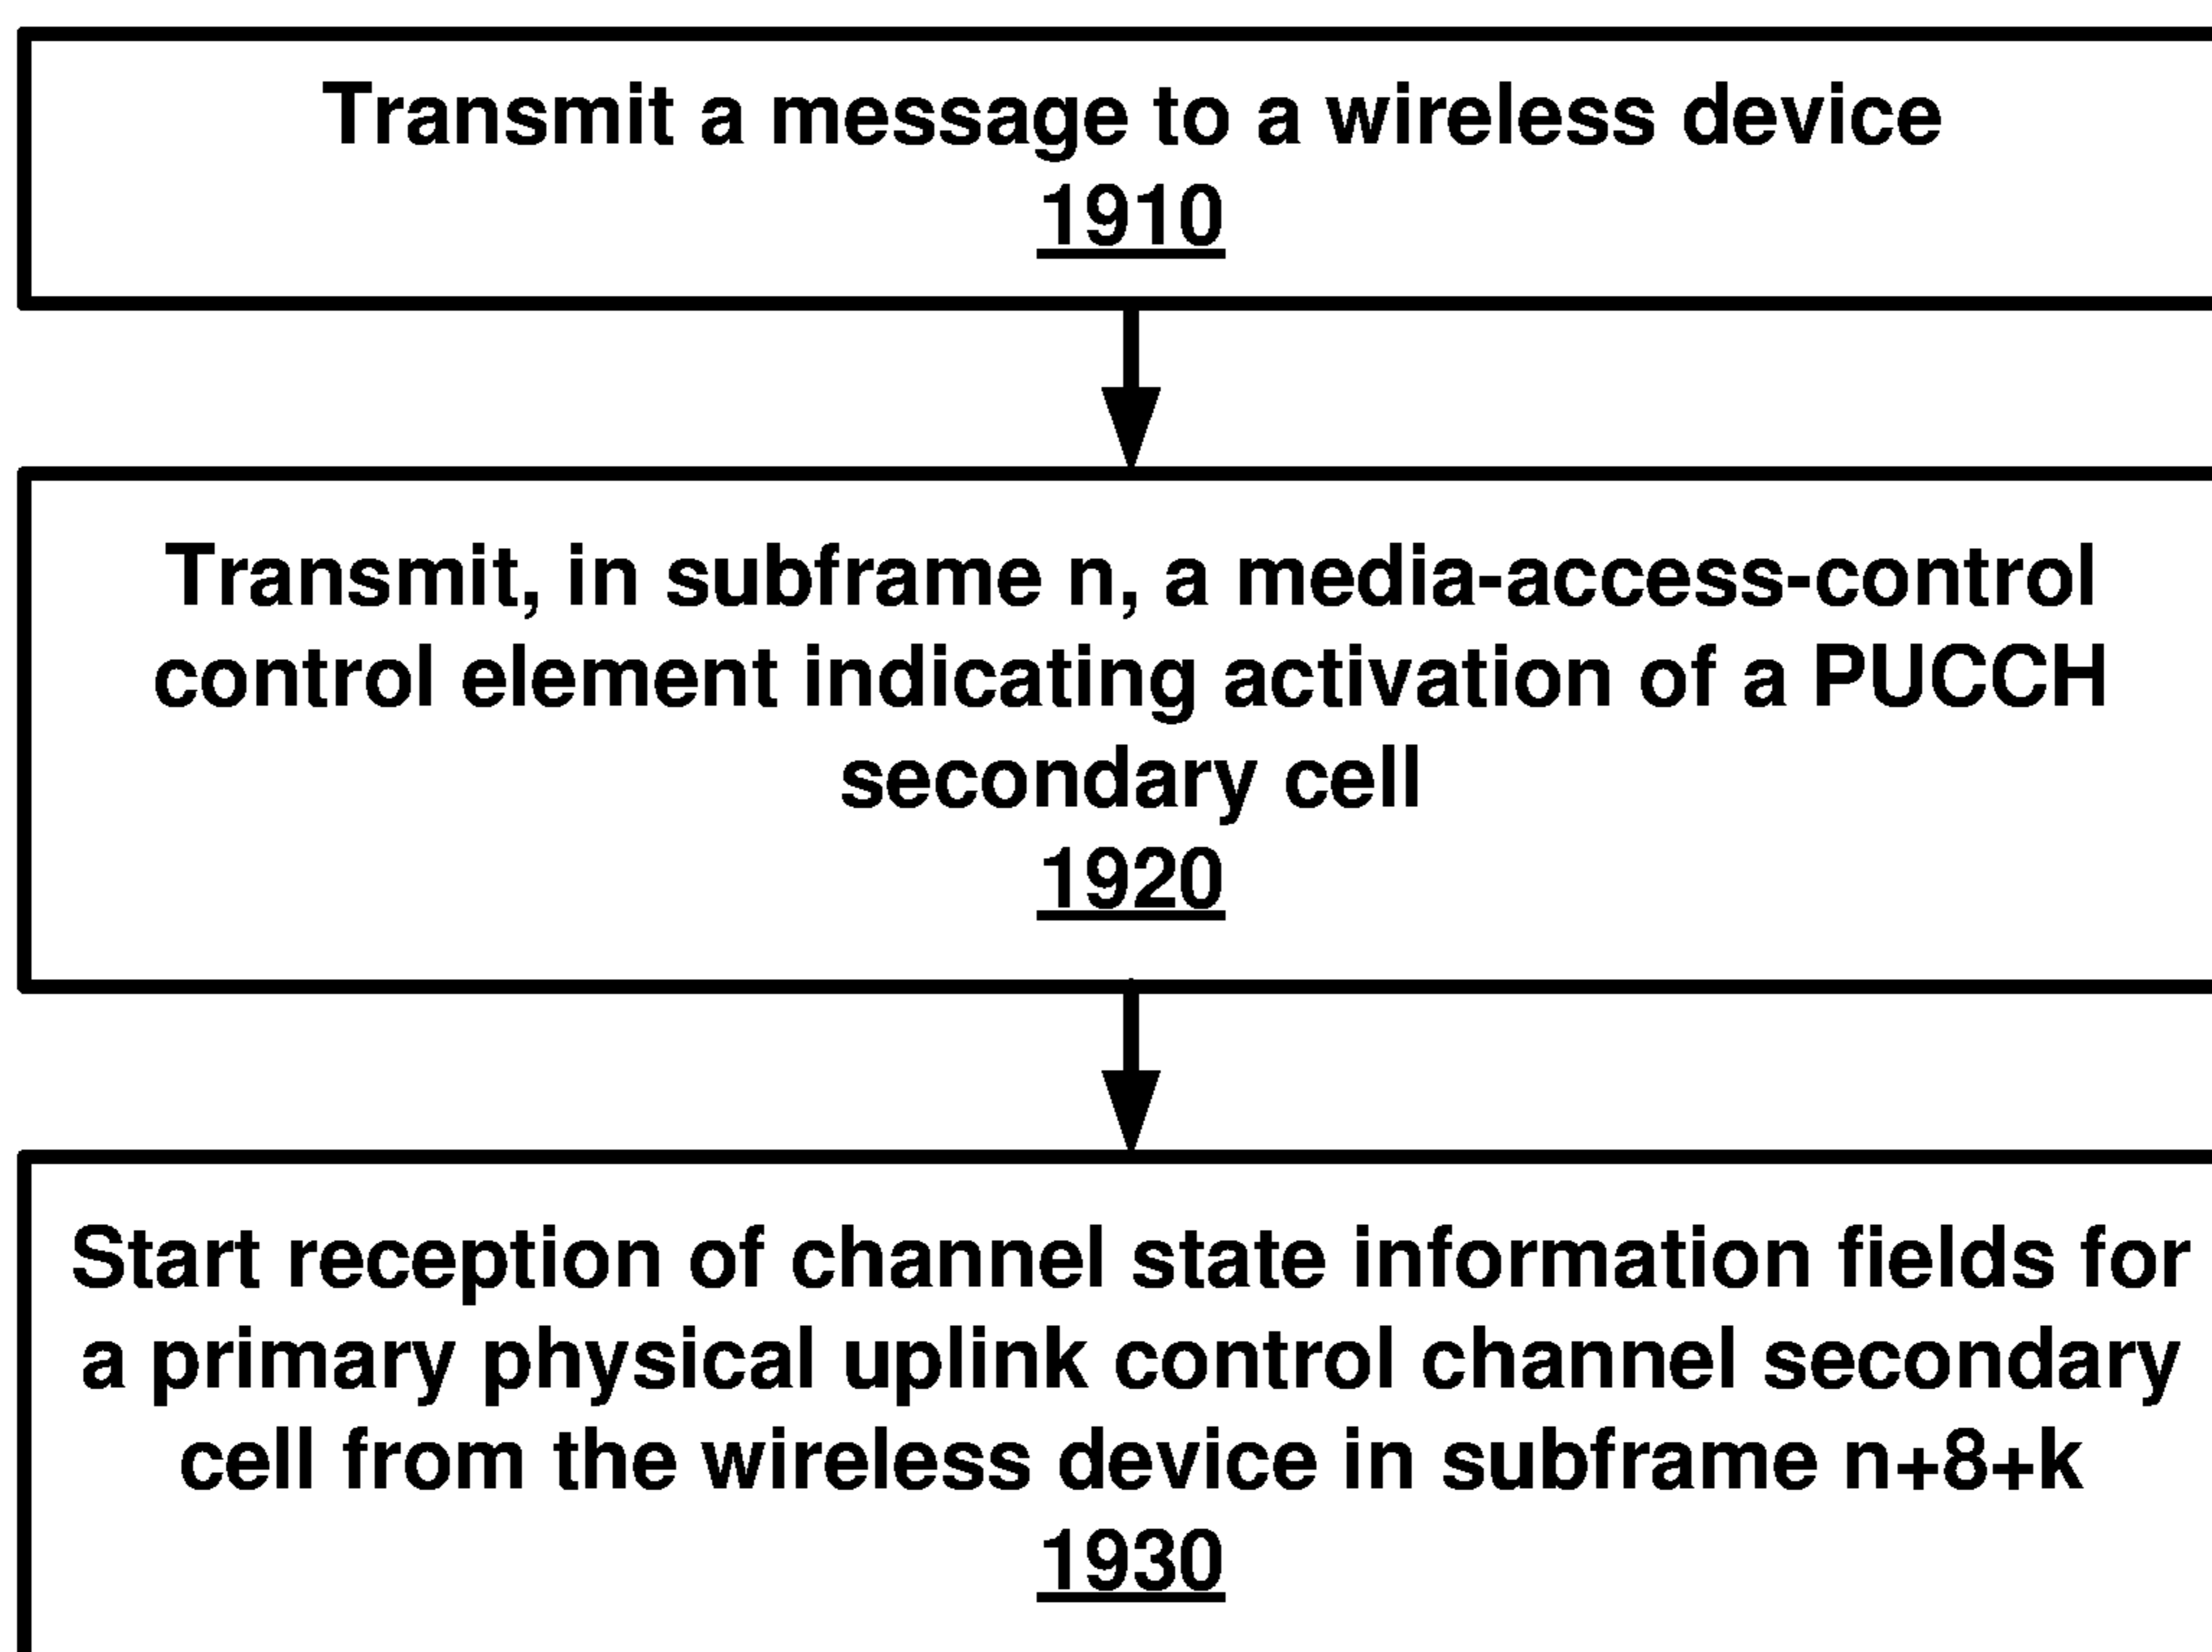 Transmit a message to a wireless device
1910
Transmit, in subframe n, a media-access-control
control element indicating activation of a PUCCH
secondary cell
1920
Start reception of channel state information fields for
a primary physical uplink control channel secondary
cell from the wireless device in subframe n+8+k
1930